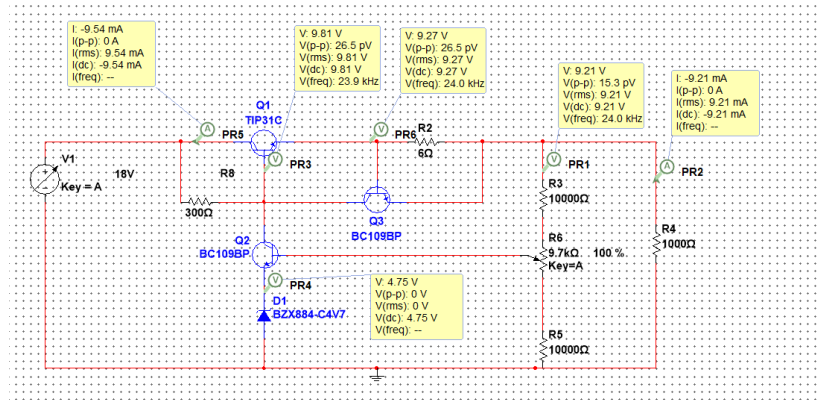 I: -9.54 mA
I(p-p): 0 A
I(rms): 9.54 mA
I(dc): -9.54 mA
I(freq): --
V: 9.81 V
V(p-p): 26.5 pV
V(rms): 9.81 V
V(dc): 9.81 V
V(freq): 23.9 kHz
V: 9.27 V
V(p-p): 26.5 pV
V(rms): 9.27 V
V(dc): 9.27 V
V(freq): 24.0 kHz
V: 9.21 V
V(p-p): 15.3 pV
V(rms): 9.21 V
V(dc): 9.21 V
V(freq): 24.0 kHz
I: -9.21 mA
I(p-p): 0 A
I(rms): 9.21 mA
I(dc): -9.21 mA
I(freq): --
Q1
TIP31C
A
PR5
V
PR6
R2
6Ω
V
PR3
V
PR1
A
PR2
V1
18V
Key = A
R8
300Ω
R3
10000Ω
Q3
BC109BP
Q2
BC109BP
R6
9.7kΩ
100 %
Key=A
R4
1000Ω
V
PR4
V: 4.75 V
V(p-p): 0 V
V(rms): 0 V
V(dc): 4.75 V
V(freq): --
D1
BZX884-C4V7
R5
10000Ω